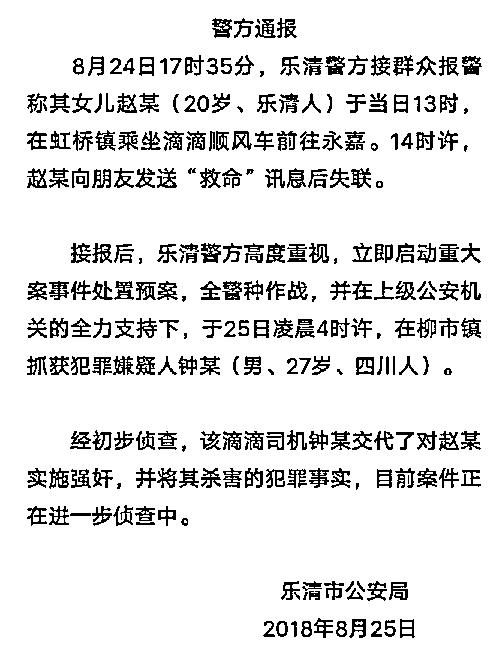 警方通报
8月24日17时35分，乐清警方接群众报警
称其女儿赵某（20岁、乐清人）于当日13时，
在虹桥镇乘坐滴滴顺风车前往永嘉。14时许，
赵某向朋友发送“救命”讯息后失联。
接报后，乐清警方高度重视，立即启动重大
案事件处置预案，全警种作战，并在上级公安机
关的全力支持下，于25日凌晨4时许，在柳市镇
抓获犯罪嫌疑人钟某（男、27岁、四川人）。
经初步侦查，该滴滴司机钟某交代了对赵某
实施强奸，并将其杀害的犯罪事实，目前案件正
在进一步侦查中。
乐清市公安局
2018年8月25日